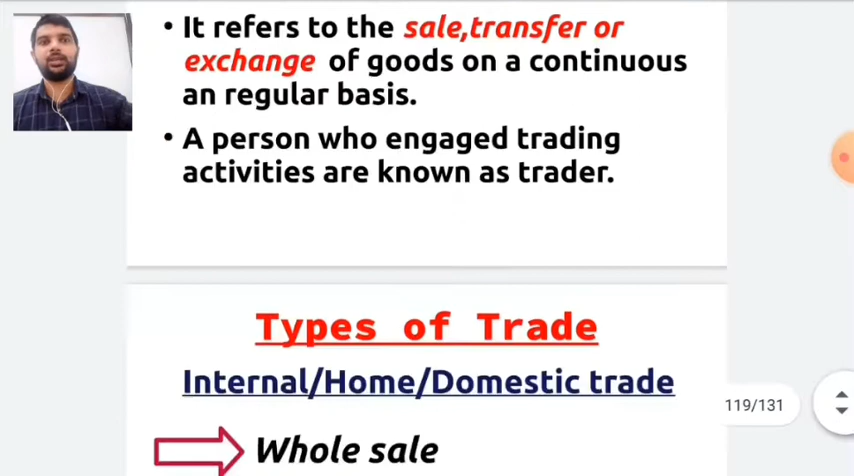 • It refers to the sale,transfer or
exchange of goods on a continuous
an regular basis.
• A person who engaged trading
activities are known as trader.
Types of Trade
Internal/Home/Domestic trade
119/131
Whole sale